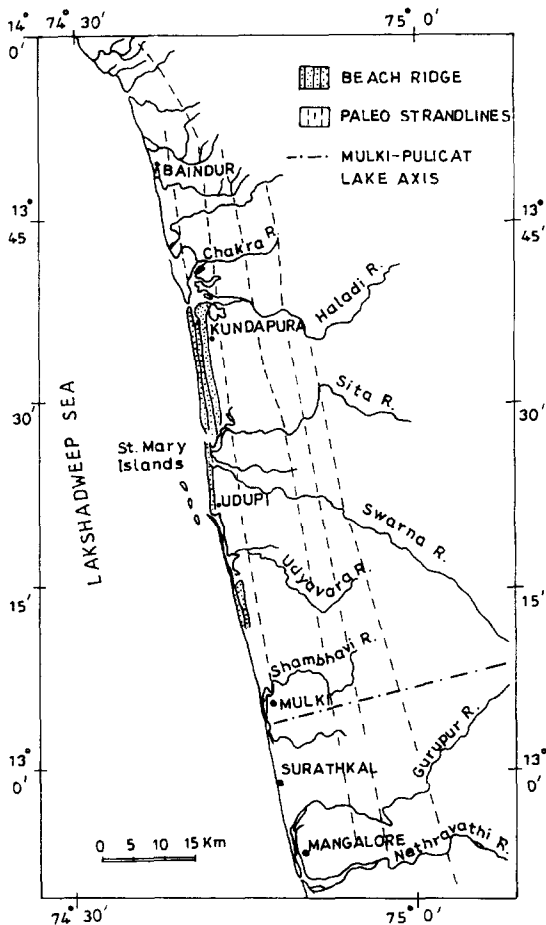 74° 30'
75° 0'
14°
0'
BEACH RIDGE
PALEO STRANDLINES
MULKI-PULICAT
LAKE AXIS
BAINDUR
13°
45'
13°
45'
Chakra R.
Haladi R.
KUNDAPURA
Sita R.
30'
30'
LAKSHADWEEP SEA
St. Mary
Islands
UDUPI
Swarna R.
Udyavara R.
15'
15'
Shambhavi R.
MULKI
Gurupur R.
13°
0'
13°
0'
SURATHKAL
MANGALORE
Nethravathi R.
0 5 10 15 Km
74° 30'
75° 0'